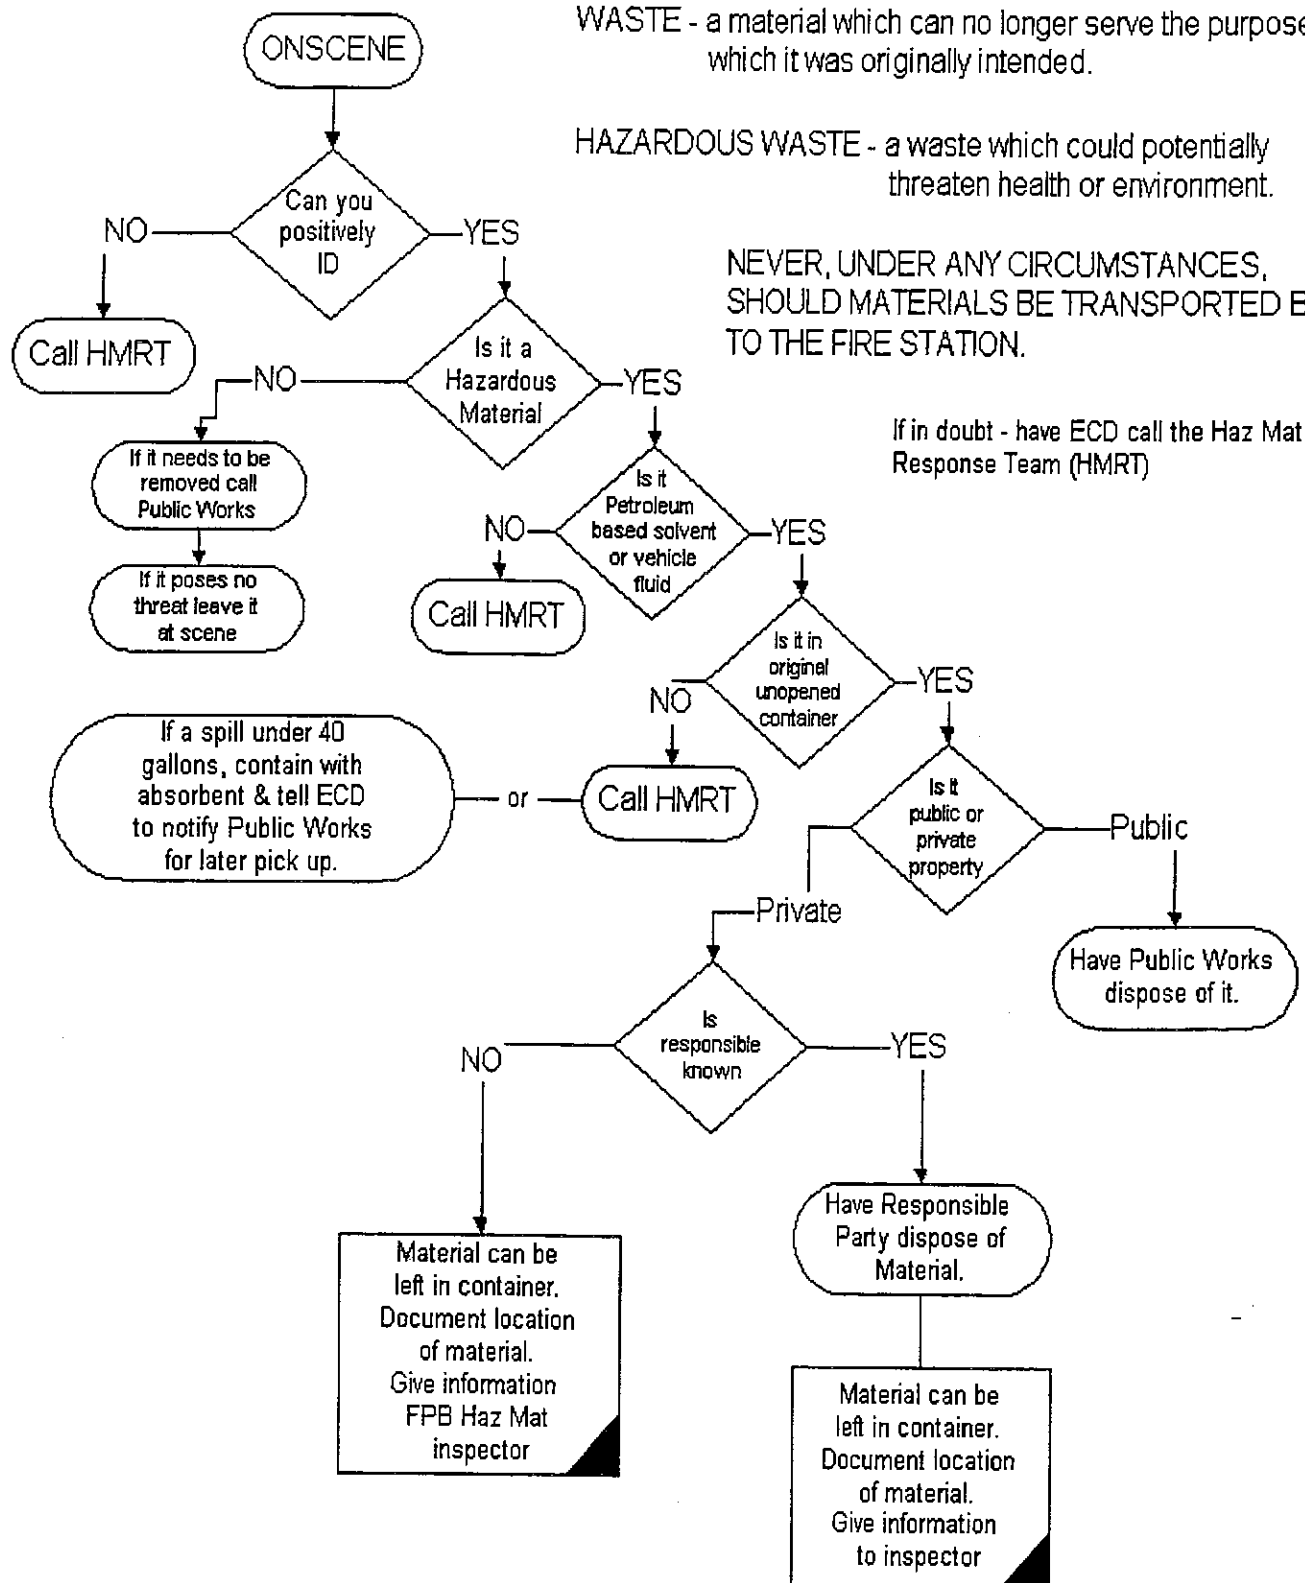 ONSCENE
WASTE - a material which can no longer serve the purpose
which it was originally intended.
HAZARDOUS WASTE - a waste which could potentially
threaten health or environment.
NEVER, UNDER ANY CIRCUMSTANCES,
SHOULD MATERIALS BE TRANSPORTED
TO THE FIRE STATION.
If in doubt - have ECD call the Haz Mat
Response Team (HMRT)
Can you
positively
ID
NO
YES
Call HMRT
Is it a
Hazardous
Material
NO
YES
If it needs to be
removed call
Public Works
If it poses no
threat leave it
at scene
Is it
Petroleum
based solvent
or vehicle
fluid
NO
YES
Call HMRT
Is it in
original
unopened
container
NO
YES
Call HMRT
or
If a spill under 40
gallons, contain with
absorbent & tell ECD
to notify Public Works
for later pick up.
Is it
public or
private
property
Public
Private
Have Public Works
dispose of it.
Is
responsible
known
NO
YES
Material can be
left in container.
Document location
of material.
Give information
FPB Haz Mat
inspector
Have Responsible
Party dispose of
Material.
Material can be
left in container.
Document location
of material.
Give information
to inspector